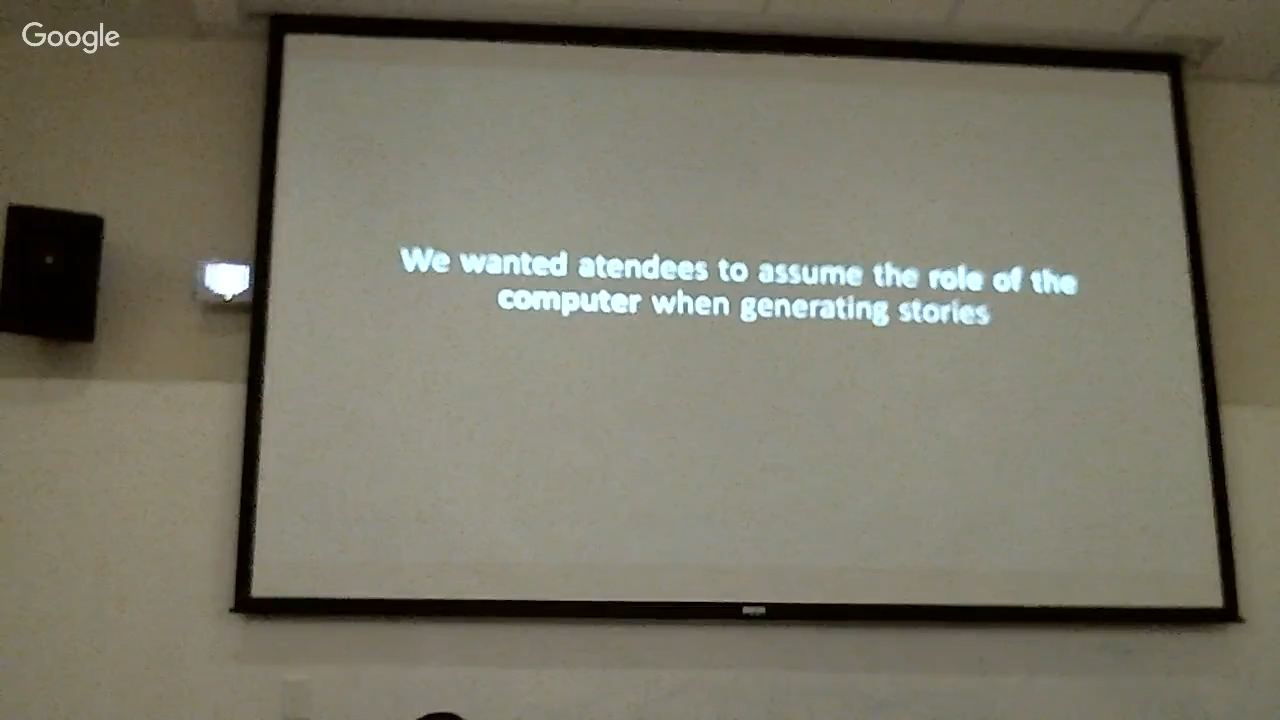 Google
We wanted atendees to assume the role of the
computer when generating stories